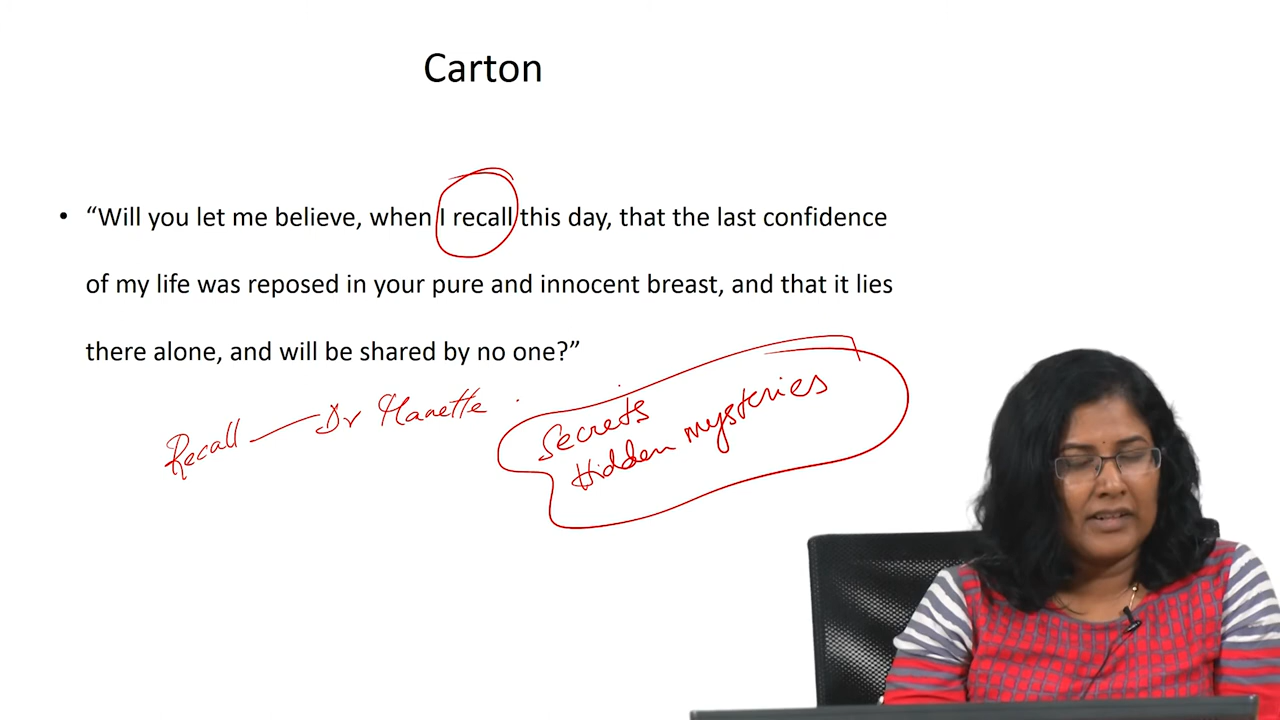 Carton
• “Will you let me believe, when I recall this day, that the last confidence
of my life was reposed in your pure and innocent breast, and that it lies
there alone, and will be shared by no one?”
Recall — Dr Manette
Secrets
Hidden mysteries